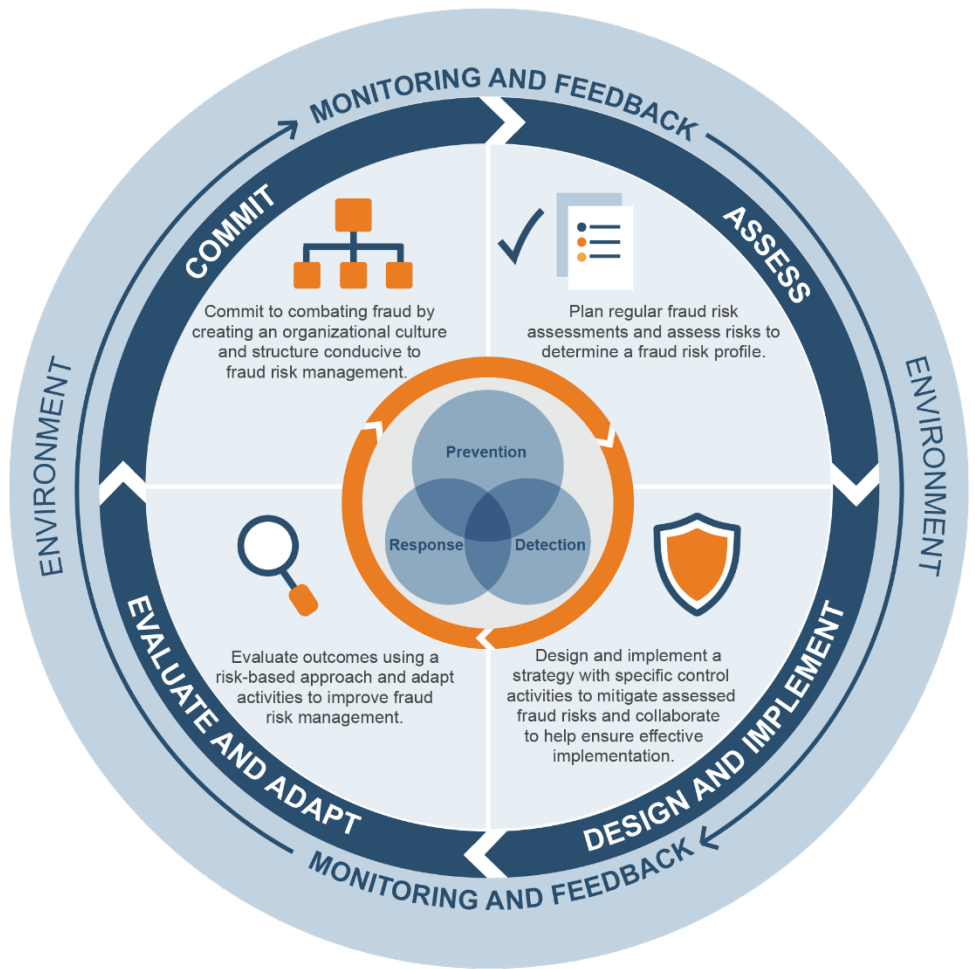 MONITORING AND FEEDBACK
COMMIT
ASSESS
Commit to combating fraud by
creating an organizational culture
and structure conducive to
fraud risk management.
Plan regular fraud risk
assessments and assess risks to
determine a fraud risk profile.
ENVIRONMENT
ENVIRONMENT
Prevention
Response
Detection
EVALUATE AND ADAPT
DESIGN AND IMPLEMENT
Evaluate outcomes using a
risk-based approach and adapt
activities to improve fraud
risk management.
Design and implement a
strategy with specific control
activities to mitigate assessed
fraud risks and collaborate
to help ensure effective
implementation.
MONITORING AND FEEDBACK